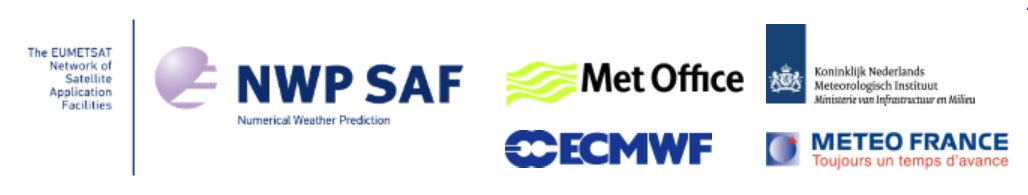 The EUMETSAT
Network of
Satellite
Application
Facilities
NWP SAF
Numerical Weather Prediction
Met Office
Koninklijk Nederlands
Meteorologisch Instituut
Ministerie van Infrastructuur en Milieu
ECMWF
METEO FRANCE
Toujours un temps d'avance